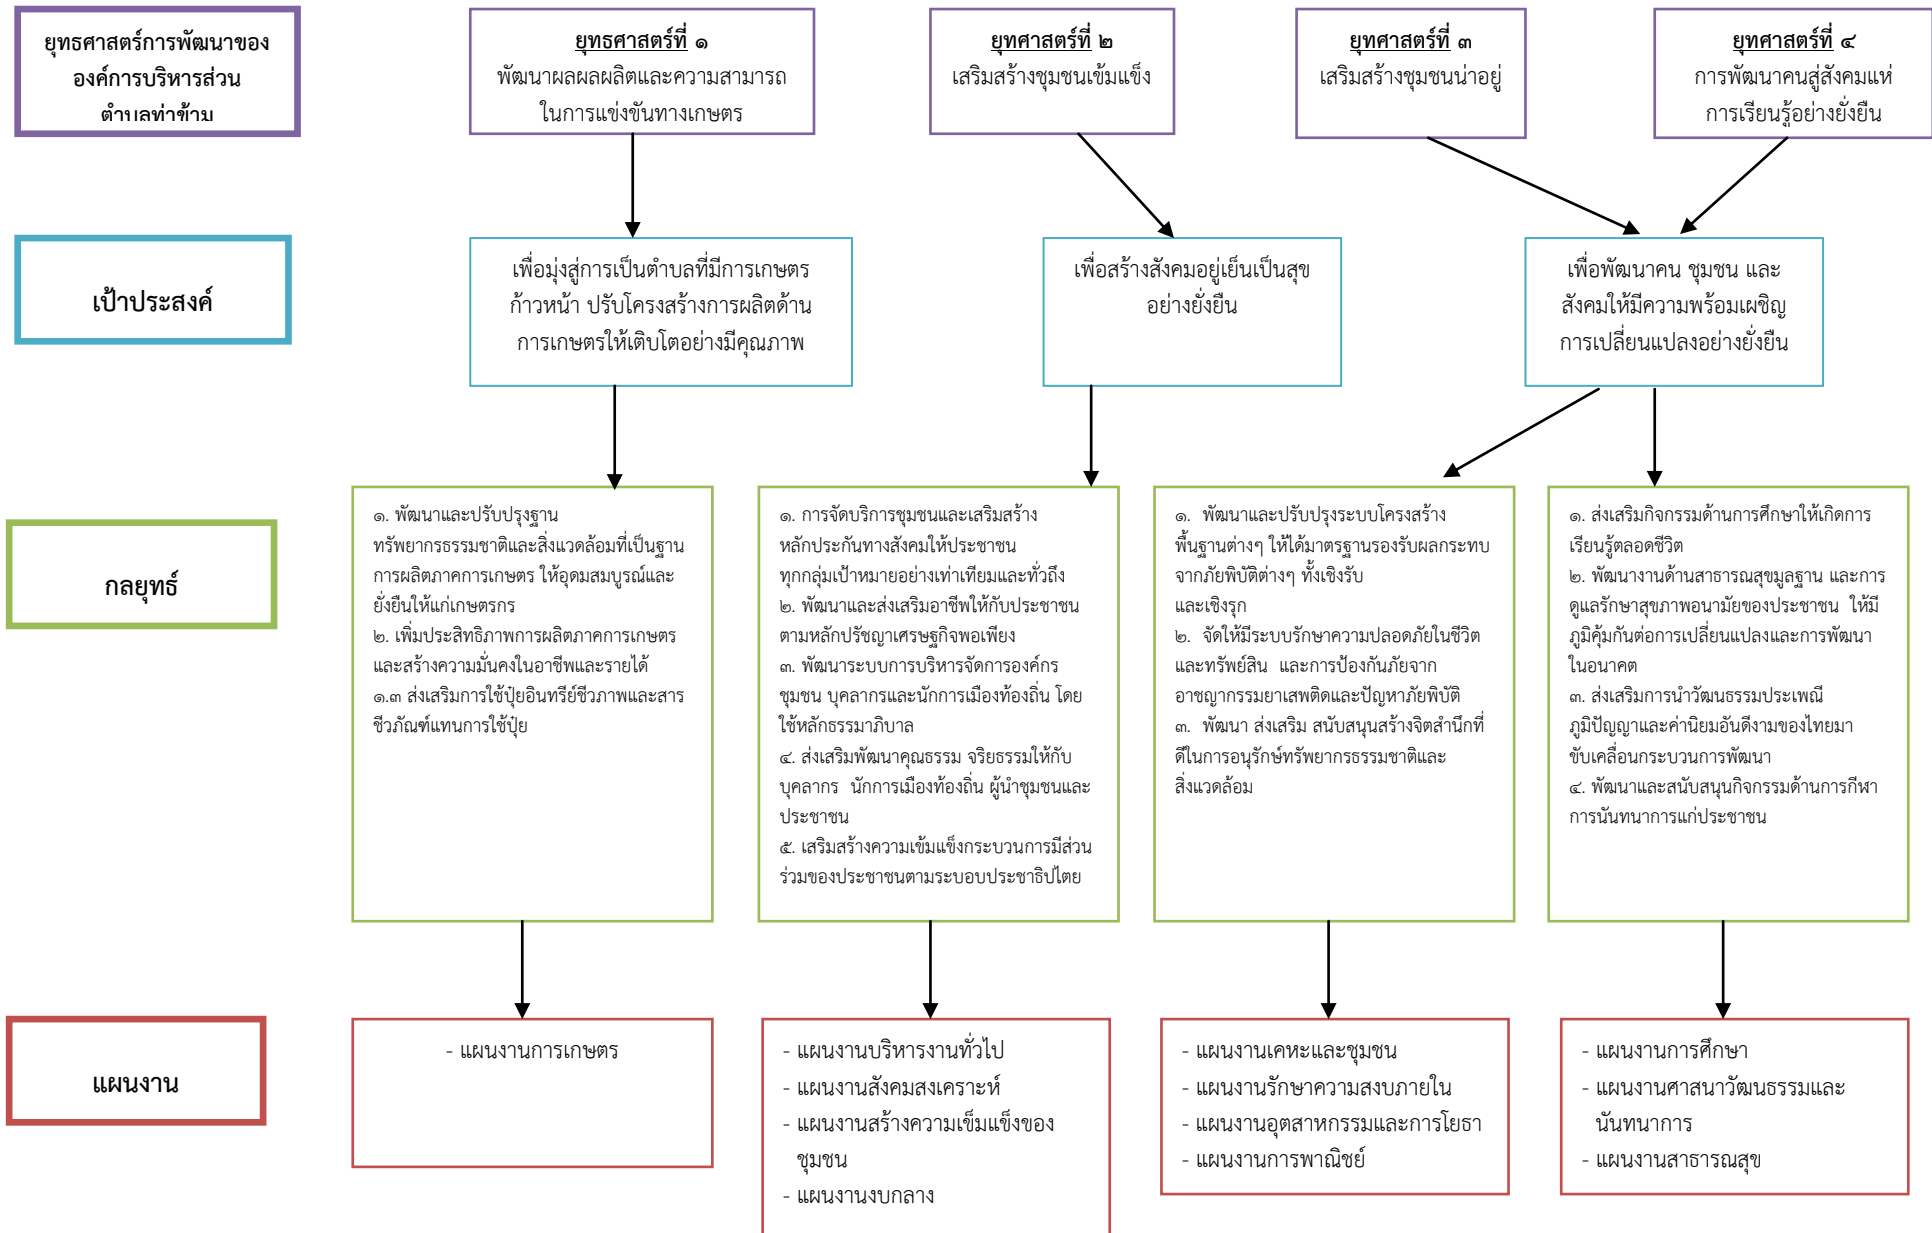 ยุทธศาสตร์การพัฒนาของ
องค์การบริหารส่วน
ตำบลท่าข้าม
ยุทธศาสตร์ที่ ๑
พัฒนาผลผลผลิตและความสามารถ
ในการแข่งขันทางเกษตร
ยุทศาสตร์ที่ ๒
เสริมสร้างชุมชนเข้มแข็ง
ยุทศาสตร์ที่ ๓
เสริมสร้างชุมชนน่าอยู่
ยุทศาสตร์ที่ ๔
การพัฒนาคนสู่สังคมแห่
การเรียนรู้อย่างยั่งยืน
เป้าประสงค์
เพื่อมุ่งสู่การเป็นตำบลที่มีการเกษตร
ก้าวหน้า ปรับโครงสร้างการผลิตด้าน
การเกษตรให้เติบโตอย่างมีคุณภาพ
เพื่อสร้างสังคมอยู่เย็นเป็นสุข
อย่างยั่งยืน
เพื่อพัฒนาคน ชุมชน และ
สังคมให้มีความพร้อมเผชิญ
การเปลี่ยนแปลงอย่างยั่งยืน
กลยุทธ์
๑. พัฒนาและปรับปรุงฐาน
ทรัพยากรธรรมชาติและสิ่งแวดล้อมที่เป็นฐาน
การผลิตภาคการเกษตร ให้อุดมสมบูรณ์และ
ยั่งยืนให้แก่เกษตรกร
๒. เพิ่มประสิทธิภาพการผลิตภาคการเกษตร
และสร้างความมั่นคงในอาชีพและรายได้
๑.๓ ส่งเสริมการใช้ปุ๋ยอินทรีย์ชีวภาพและสาร
ชีวภัณฑ์แทนการใช้ปุ๋ย
๑. การจัดบริการชุมชนและเสริมสร้าง
หลักประกันทางสังคมให้ประชาชน
ทุกกลุ่มเป้าหมายอย่างเท่าเทียมและทั่วถึง
๒. พัฒนาและส่งเสริมอาชีพให้กับประชาชน
ตามหลักปรัชญาเศรษฐกิจพอเพียง
๓. พัฒนาระบบการบริหารจัดการองค์กร
ชุมชน บุคลากรและนักการเมืองท้องถิ่น โดย
ใช้หลักธรรมาภิบาล
๔. ส่งเสริมพัฒนาคุณธรรม จริยธรรมให้กับ
บุคลากร นักการเมืองท้องถิ่น ผู้นำชุมชนและ
ประชาชน
๕. เสริมสร้างความเข้มแข็งกระบวนการมีส่วน
ร่วมของประชาชนตามระบอบประชาธิปไตย
๑. พัฒนาและปรับปรุงระบบโครงสร้าง
พื้นฐานต่างๆ ให้ได้มาตรฐานรองรับผลกระทบ
จากภัยพิบัติต่างๆ ทั้งเชิงรับ
และเชิงรุก
๒. จัดให้มีระบบรักษาความปลอดภัยในชีวิต
และทรัพย์สิน และการป้องกันภัยจาก
อาชญากรรมยาเสพติดและปัญหาภัยพิบัติ
๓. พัฒนา ส่งเสริม สนับสนุนสร้างจิตสำนึกที่
ดีในการอนุรักษ์ทรัพยากรธรรมชาติและ
สิ่งแวดล้อม
๑. ส่งเสริมกิจกรรมด้านการศึกษาให้เกิดการ
เรียนรู้ตลอดชีวิต
๒. พัฒนางานด้านสาธารณสุขมูลฐาน และการ
ดูแลรักษาสุขภาพอนามัยของประชาชน ให้มี
ภูมิคุ้มกันต่อการเปลี่ยนแปลงและการพัฒนา
ในอนาคต
๓. ส่งเสริมการนำวัฒนธรรมประเพณี
ภูมิปัญญาและค่านิยมอันดีงามของไทยมา
ขับเคลื่อนกระบวนการพัฒนา
๔. พัฒนาและสนับสนุนกิจกรรมด้านการกีฬา
การนันทนาการแก่ประชาชน
แผนงาน
- แผนงานการเกษตร
- แผนงานบริหารงานทั่วไป
- แผนงานสังคมสงเคราะห์
- แผนงานสร้างความเข็มแข็งของ
ชุมชน
- แผนงานงบกลาง
- แผนงานเคหะและชุมชน
- แผนงานรักษาความสงบภายใน
- แผนงานอุตสาหกรรมและการโยธา
- แผนงานการพาณิชย์
- แผนงานการศึกษา
- แผนงานศาสนาวัฒนธรรมและ
นันทนาการ
- แผนงานสาธารณสุข